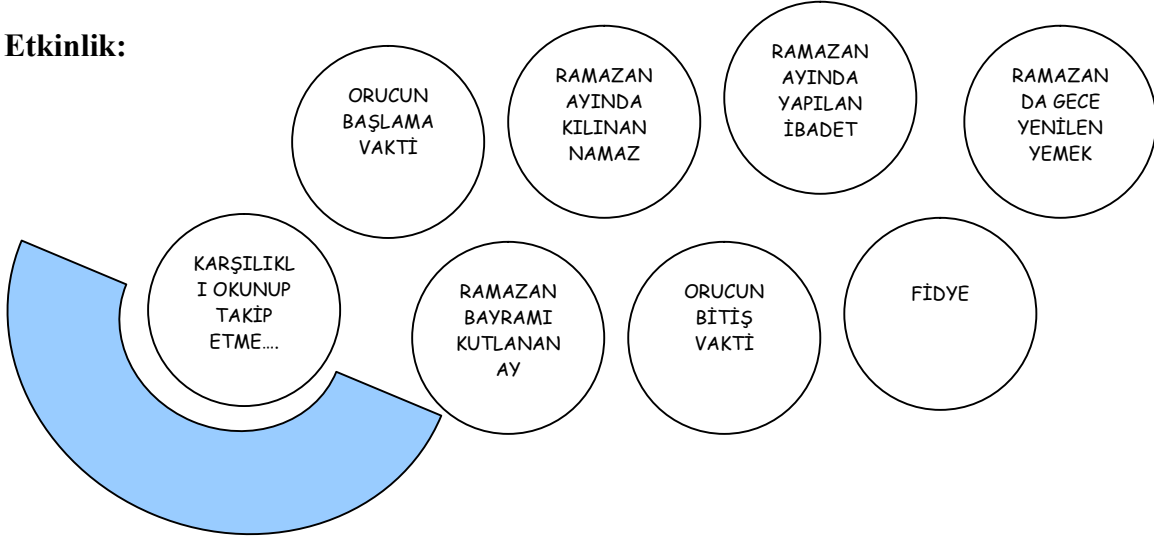 Etkinlik:
ORUCUN
BAŞLAMA
VAKTİ
RAMAZAN
AYINDA
KILINAN
NAMAZ
RAMAZAN
AYINDA
YAPILAN
İBADET
RAMAZAN
DA GECE
YENİLEN
YEMEK
KARŞILIKL
I OKUNUP
TAKİP
ETME....
RAMAZAN
BAYRAMI
KUTLANAN
AY
ORUCUN
BİTİŞ
VAKTİ
FİDYE